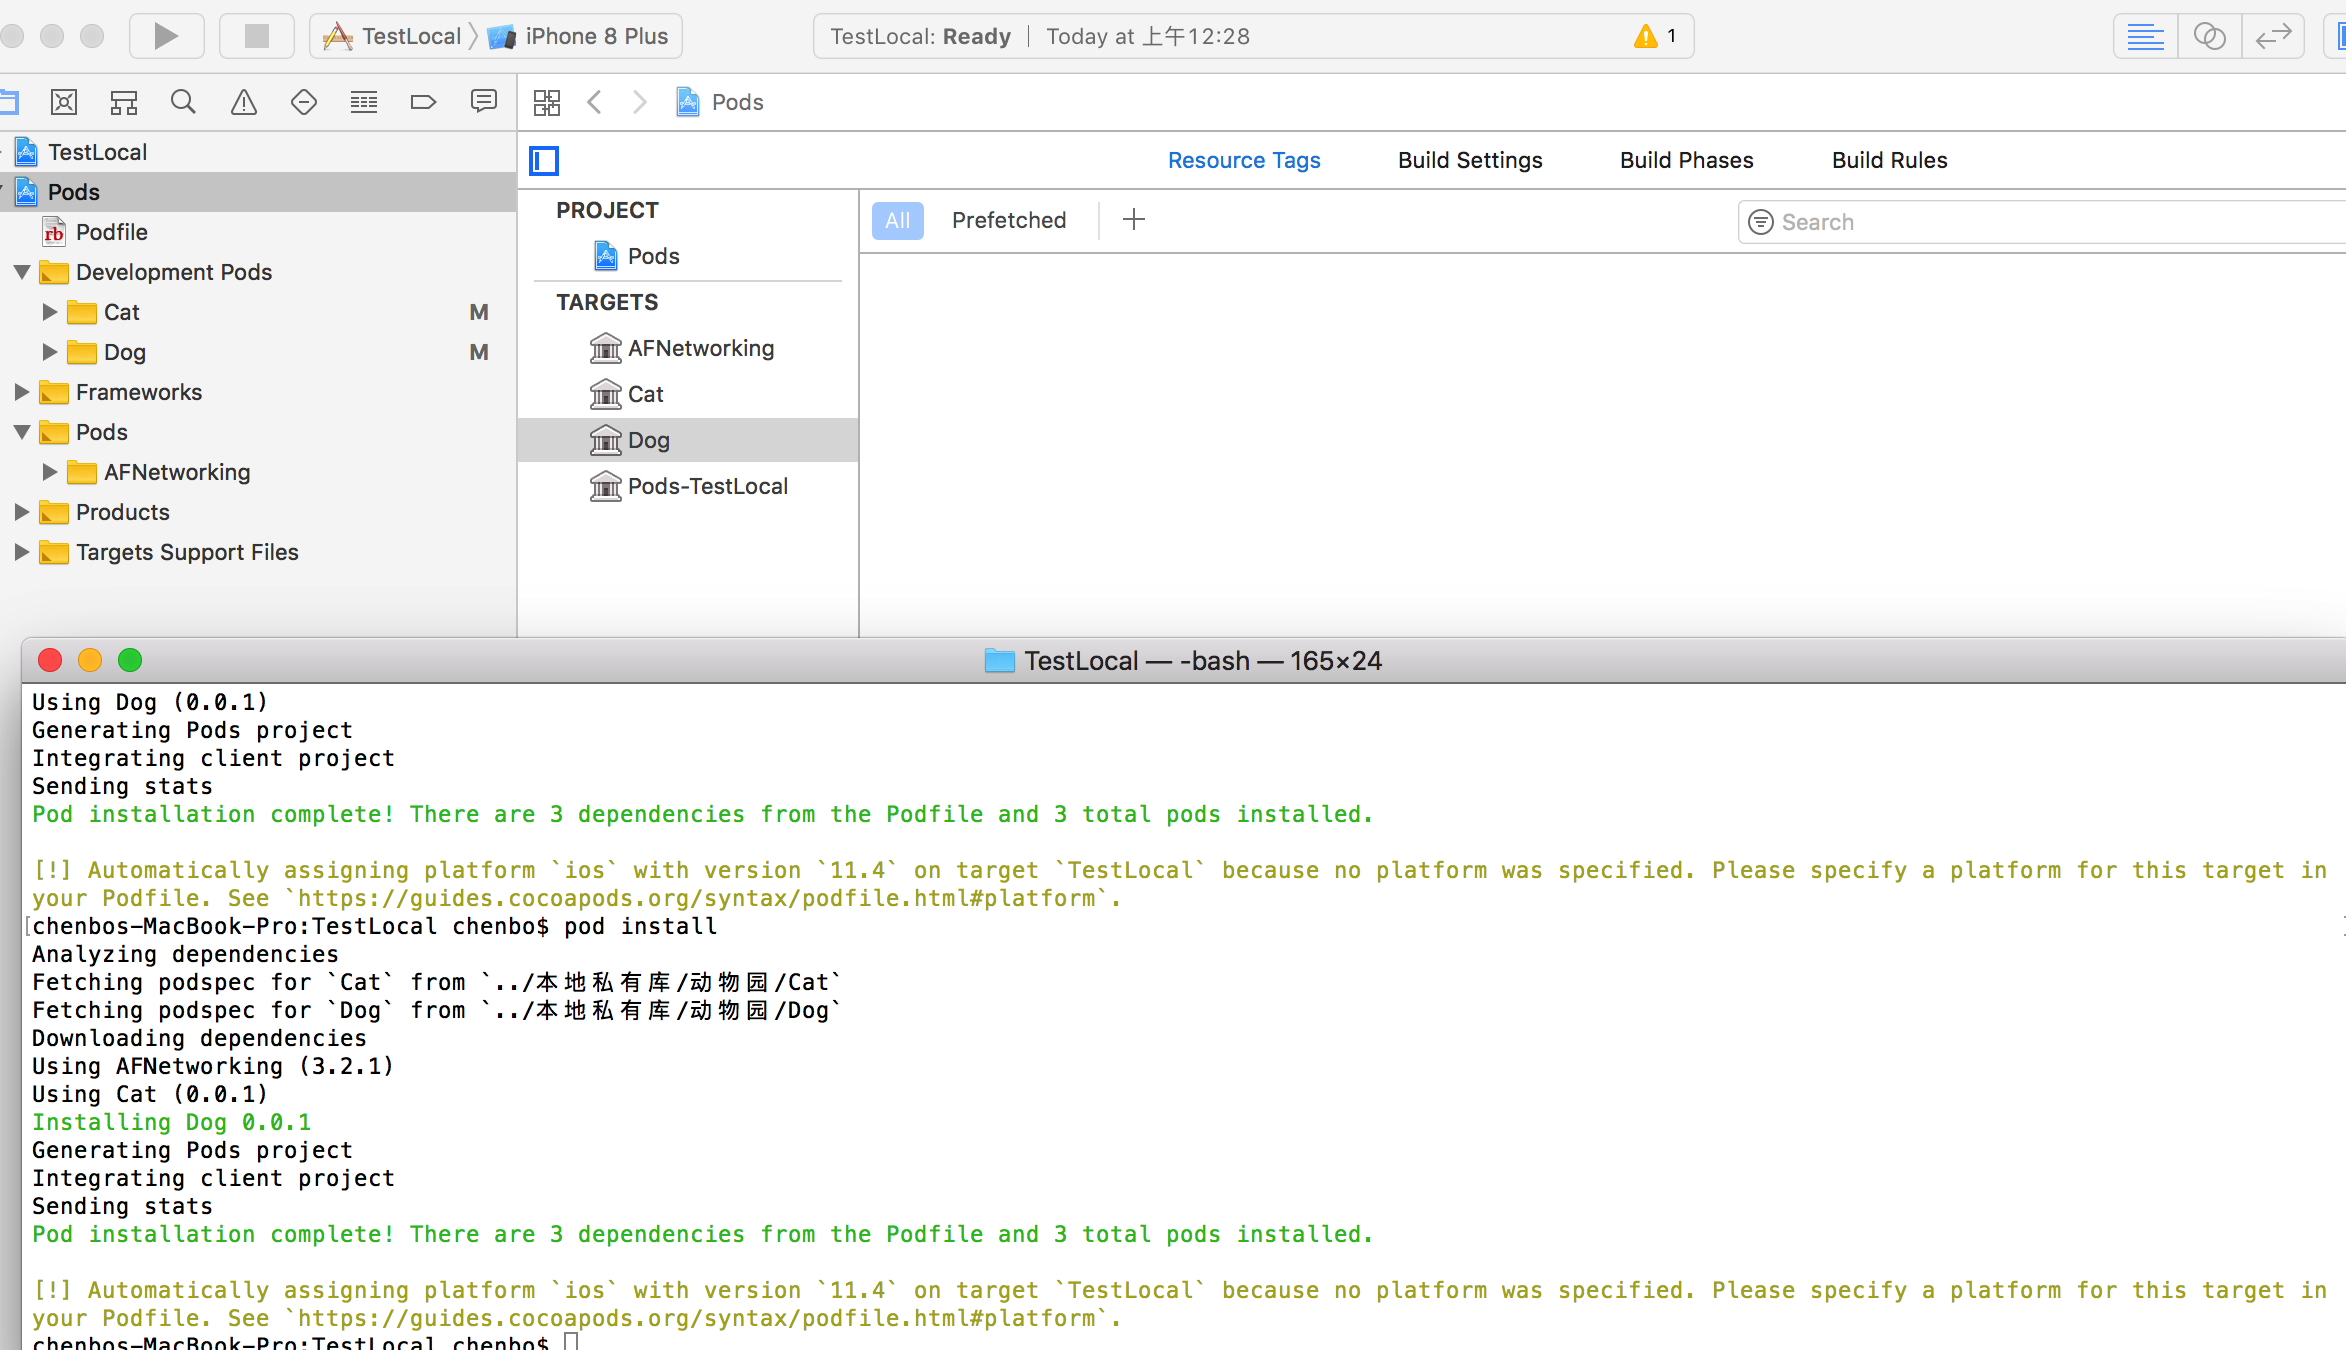 TestLocal iPhone 8 Plus TestLocal: Ready Today at 上午12:28 1
Pods
TestLocal
Pods
rb Podfile
Development Pods
Cat M
Dog M
Frameworks
Pods
AFNetworking
Products
Targets Support Files
Resource Tags Build Settings Build Phases Build Rules
PROJECT
Pods
TARGETS
AFNetworking
Cat
Dog
Pods-TestLocal
All Prefetched Search
TestLocal — -bash — 165×24
Using Dog (0.0.1)
Generating Pods project
Integrating client project
Sending stats
Pod installation complete! There are 3 dependencies from the Podfile and 3 total pods installed.
[!] Automatically assigning platform `ios` with version `11.4` on target `TestLocal` because no platform was specified. Please specify a platform for this target in
your Podfile. See `https://guides.cocoapods.org/syntax/podfile.html#platform`.
[chenbos-MacBook-Pro:TestLocal chenbo$ pod install
Analyzing dependencies
Fetching podspec for `Cat` from `../本地私有库/动物园/Cat`
Fetching podspec for `Dog` from `../本地私有库/动物园/Dog`
Downloading dependencies
Using AFNetworking (3.2.1)
Using Cat (0.0.1)
Installing Dog 0.0.1
Generating Pods project
Integrating client project
Sending stats
Pod installation complete! There are 3 dependencies from the Podfile and 3 total pods installed.
[!] Automatically assigning platform `ios` with version `11.4` on target `TestLocal` because no platform was specified. Please specify a platform for this target in
your Podfile. See `https://guides.cocoapods.org/syntax/podfile.html#platform`.
chenbos-MacBook-Pro:TestLocal chenbo$